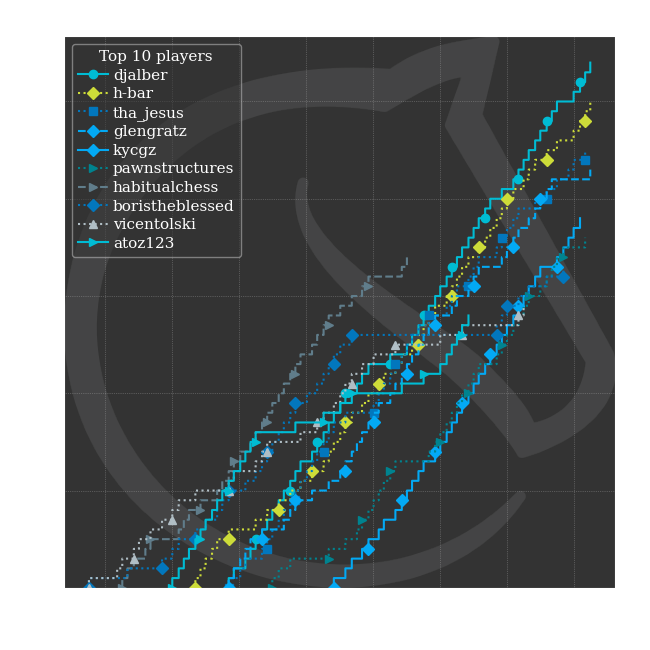 Top 10 players
djalber
h-bar
tha_jesus
glengratz
kycgz
pawnstructures
habitualchess
boristheblessed
vicentolski
atoz123